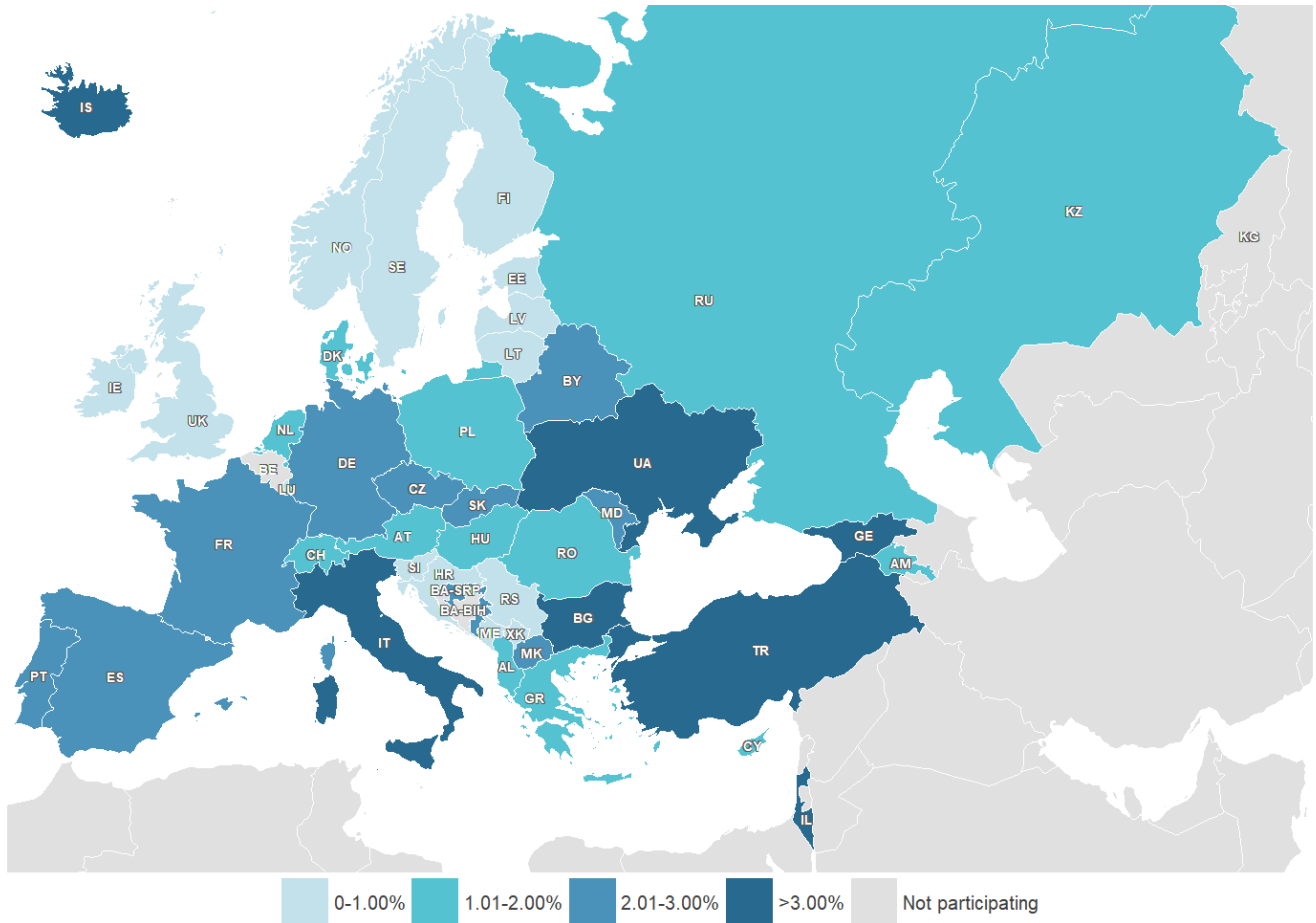 IS
FI
NO
SE
EE
LV
LT
DK
IE
UK
NL
BE
LU
DE
PL
BY
RU
KZ
KG
UA
CZ
SK
MD
FR
CH
AT
HU
RO
SI
HR
BA-SRP
BA-BIH
RS
ME
XK
BG
MK
AL
GR
IT
PT
ES
GE
AM
TR
CY
IL
0-1.00%
1.01-2.00%
2.01-3.00%
>3.00%
Not participating